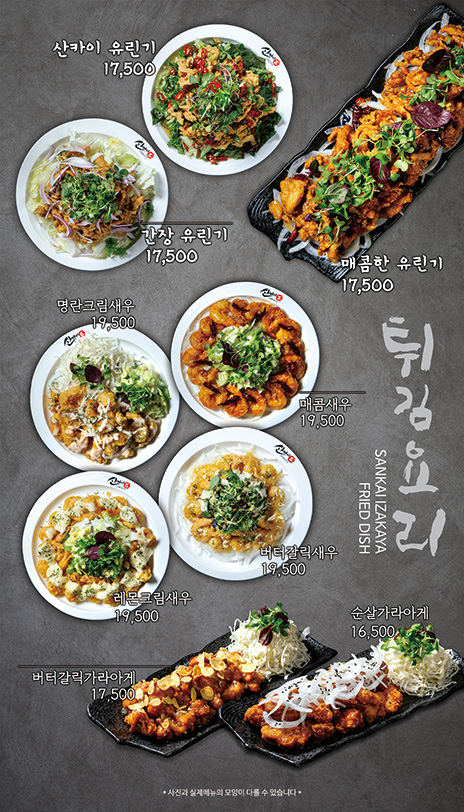 산카이 유린기
17,500
간장 유린기
17,500
매콤한 유린기
17,500
명란크림새우
19,500
매콤새우
19,500
튀김요리
SANKAI IZAKAYA
FRIED DISH
버터갈릭새우
19,500
레몬크림새우
19,500
순살가라아게
16,500
버터갈릭가라아게
17,500
* 사진과 실제메뉴의 모양이 다를 수 있습니다 *